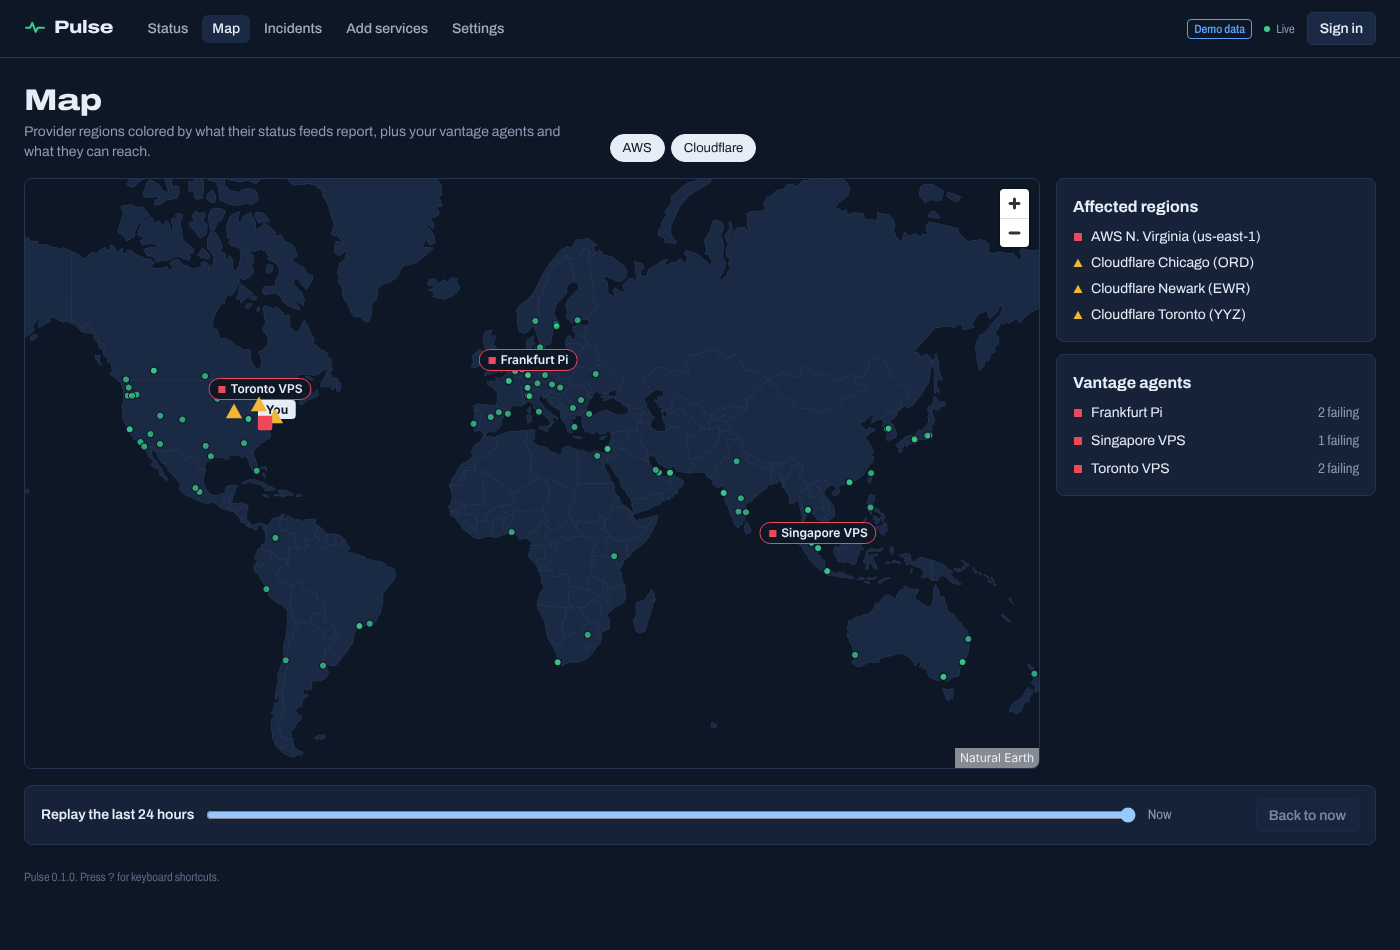 Pulse
Status
Map
Incidents
Add services
Settings
Demo data
Live
Sign in
Map
Provider regions colored by what their status feeds report, plus your vantage agents and
what they can reach.
AWS
Cloudflare
Frankfurt Pi
Toronto VPS
You
Singapore VPS
Natural Earth
Affected regions
AWS N. Virginia (us-east-1)
Cloudflare Chicago (ORD)
Cloudflare Newark (EWR)
Cloudflare Toronto (YYZ)
Vantage agents
Frankfurt Pi 2 failing
Singapore VPS 1 failing
Toronto VPS 2 failing
Replay the last 24 hours
Now
Back to now
Pulse 0.1.0. Press ? for keyboard shortcuts.